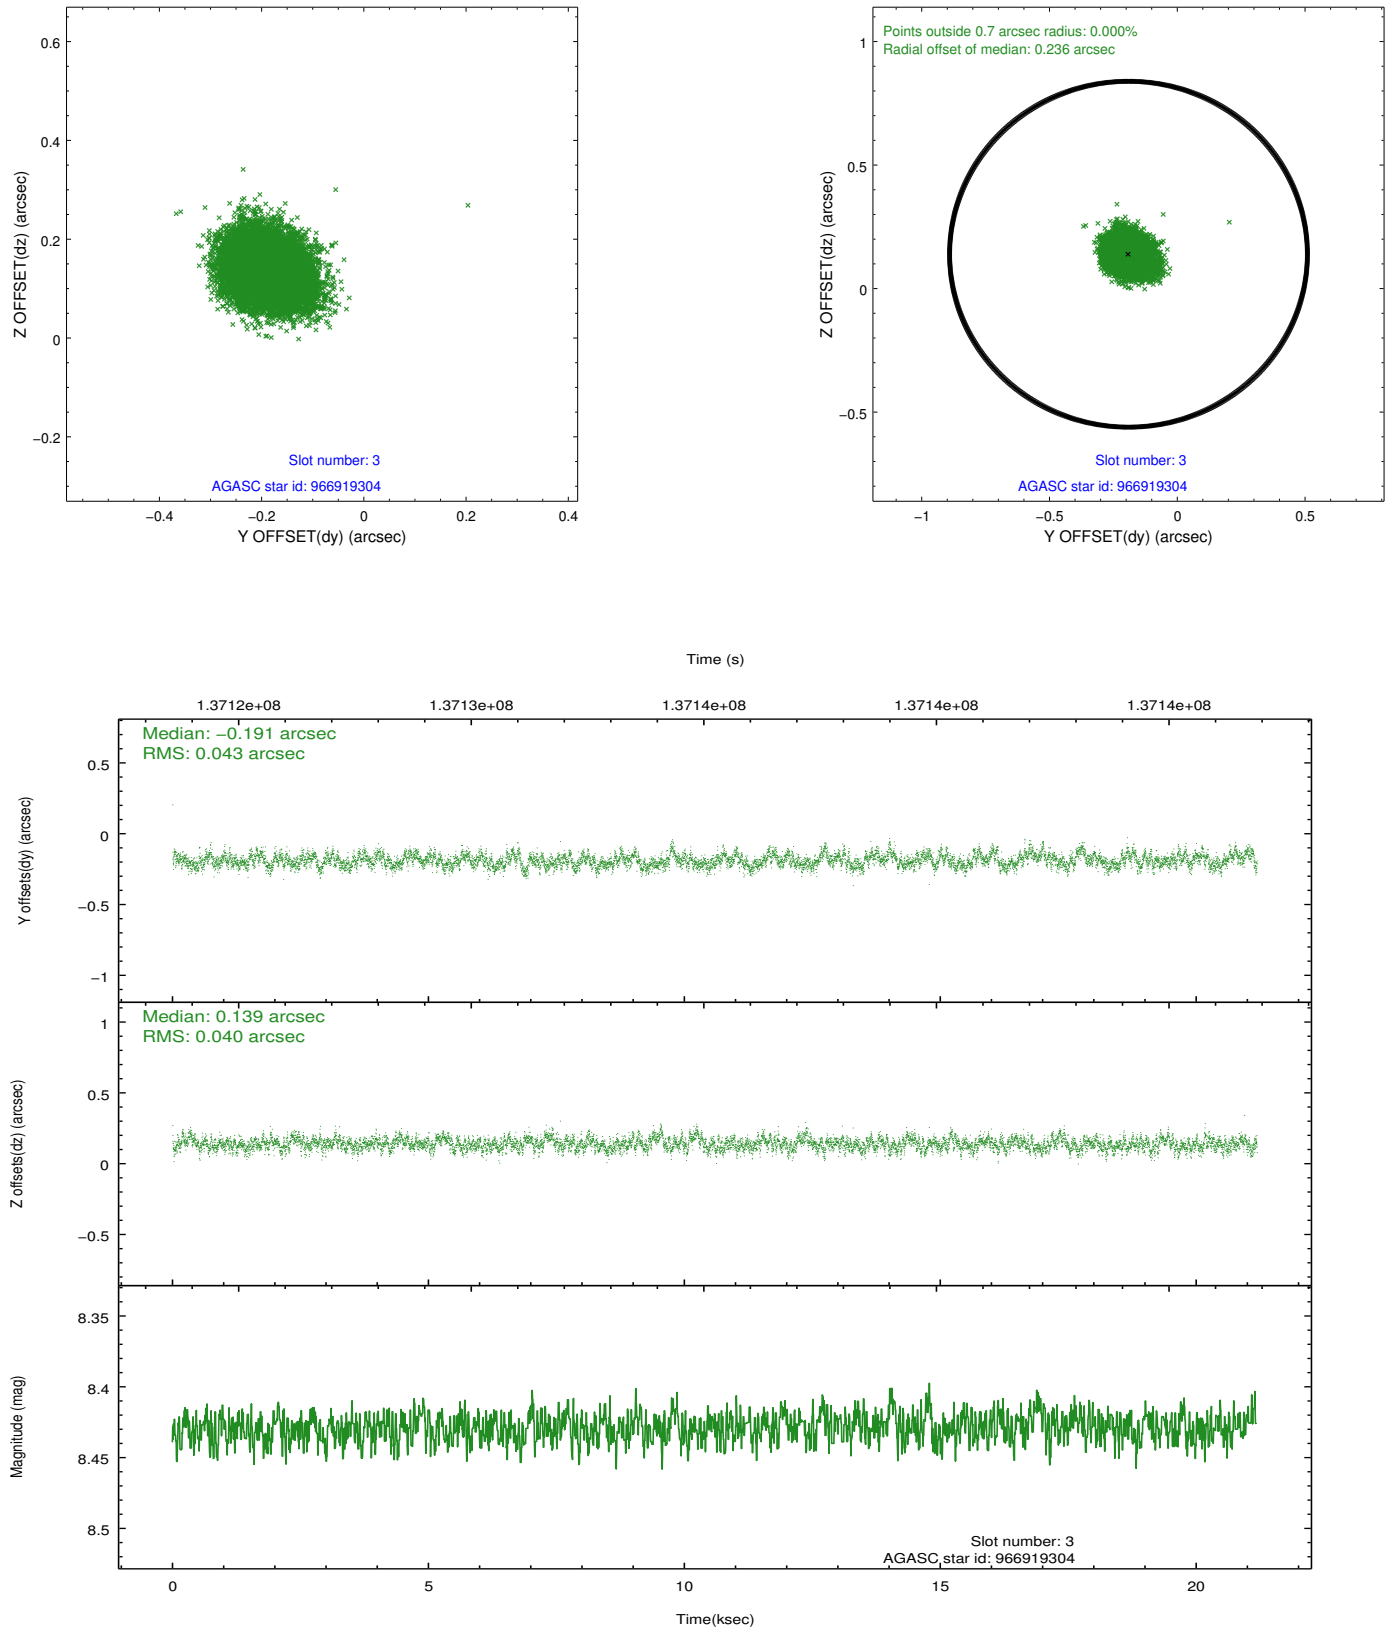 0.6
0.4
0.2
0
−0.2
−0.4
−0.2
0
0.2
0.4
Z OFFSET(dz) (arcsec)
Y OFFSET(dy) (arcsec)
Slot number: 3
AGASC star id: 966919304
Points outside 0.7 arcsec radius: 0.000%
Radial offset of median: 0.236 arcsec
1
0.5
0
−0.5
−1
−0.5
0
0.5
Z OFFSET(dz) (arcsec)
Y OFFSET(dy) (arcsec)
Slot number: 3
AGASC star id: 966919304
Time (s)
1.3712e+08
1.3713e+08
1.3714e+08
1.3714e+08
1.3714e+08
Median: −0.191 arcsec
RMS: 0.043 arcsec
0.5
0
−0.5
−1
Y offsets(dy) (arcsec)
Median: 0.139 arcsec
RMS: 0.040 arcsec
1
0.5
0
−0.5
Z offsets(dz) (arcsec)
8.35
8.4
8.45
8.5
Magnitude (mag)
Slot number: 3
AGASC star id: 966919304
0
5
10
15
20
Time(ksec)